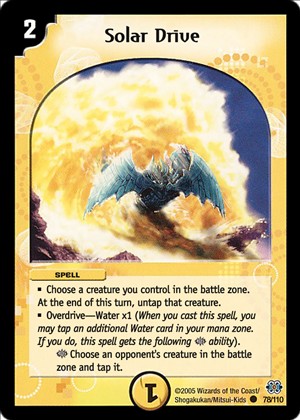 2
Solar Drive
SPELL
▪ Choose a creature you control in the battle zone.
At the end of this turn, untap that creature.
▪ Overdrive—Water x1 (When you cast this spell, you
may tap an additional Water card in your mana zone.
If you do, this spell gets the following ability).
Choose an opponent's creature in the battle
zone and tap it.
1
©2005 Wizards of the Coast/
Shogakukan/Mitsui-Kids
78/110